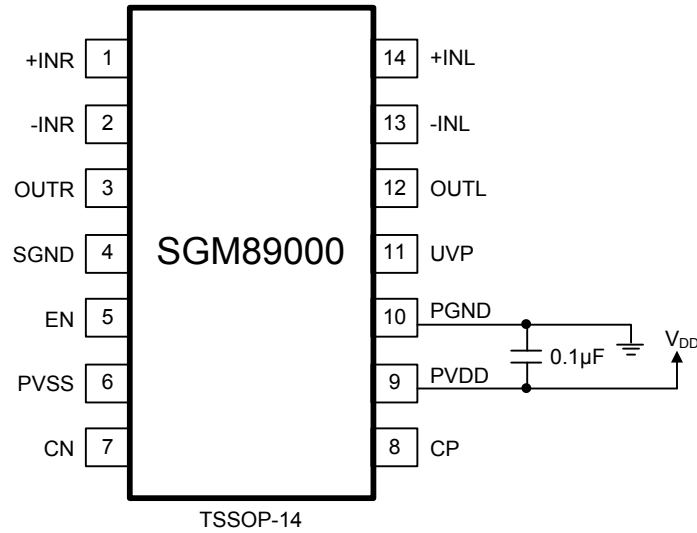 +INR 1 14 +INL
-INR 2 13 -INL
OUTR 3 12 OUTL
SGND 4 SGM89000 11 UVP
EN 5 10 PGND
0.1µF VDD
PVSS 6 9 PVDD
CN 7 8 CP
TSSOP-14